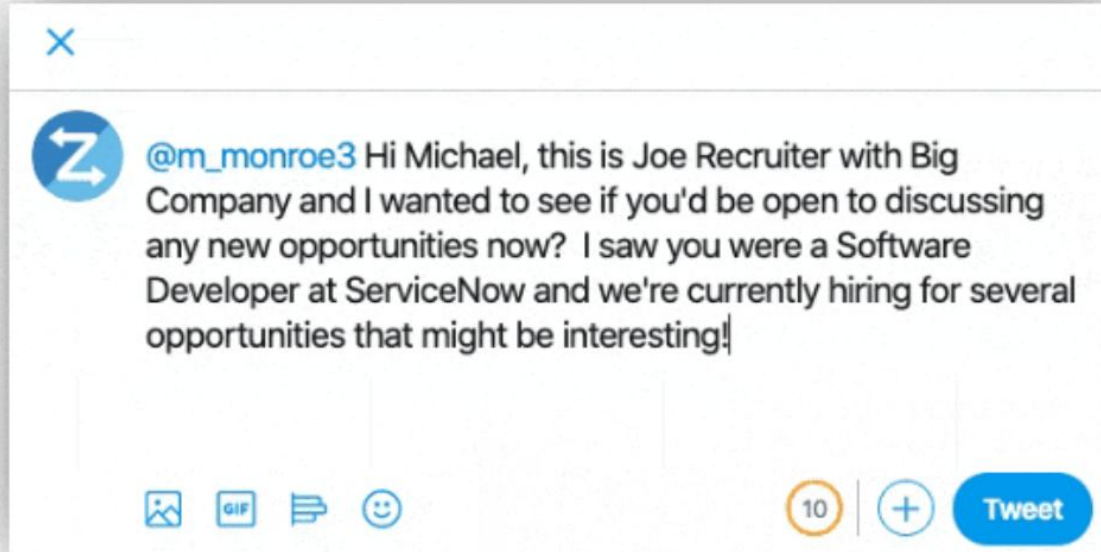 @m_monroe3 Hi Michael, this is Joe Recruiter with Big
Company and I wanted to see if you'd be open to discussing
any new opportunities now?  I saw you were a Software
Developer at ServiceNow and we're currently hiring for several
opportunities that might be interesting!
GIF
10
Tweet